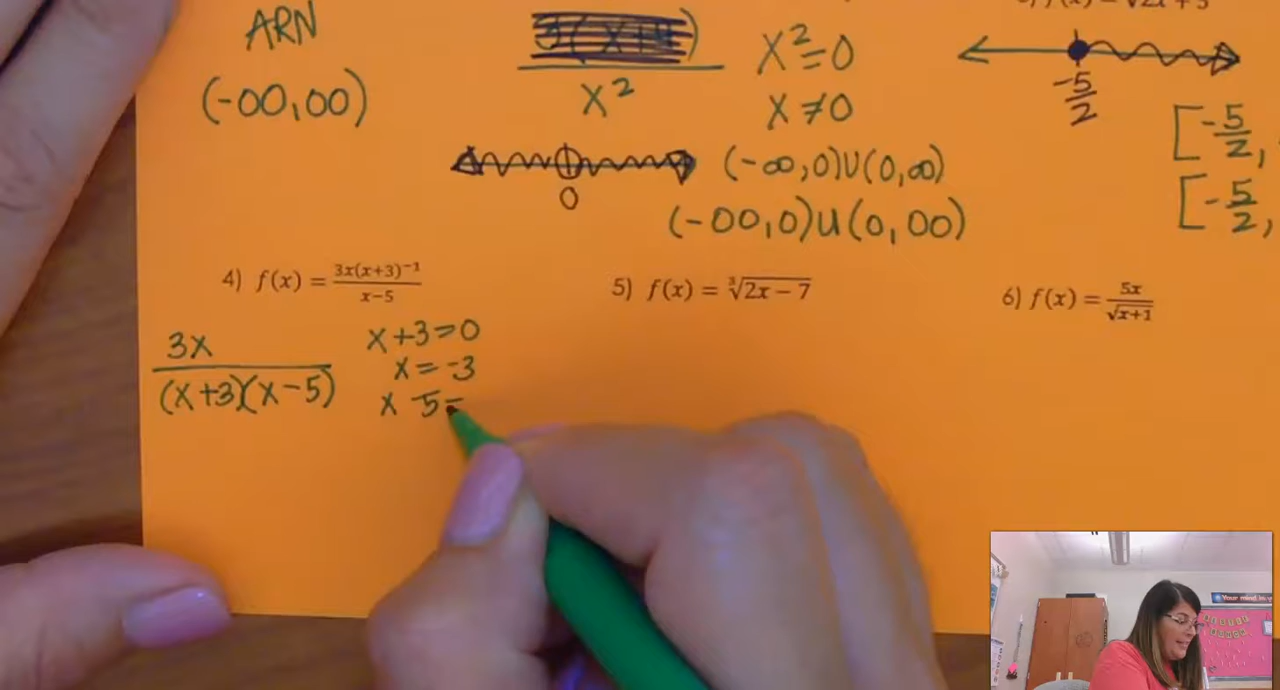 ARN
(-00,00)
x²
x² = 0
x ≠ 0
0
(-∞,0)U(0,∞)
(-00,0)U(0,00)
-5/2
[-5/2,
[-5/2,
4) f(x) = 3x(x+3)⁻¹/x−5
3x
(x+3)(x-5)
x+3=0
x = -3
x -5=
5) f(x) = ∛2x − 7
6) f(x) = 5x/√x+1